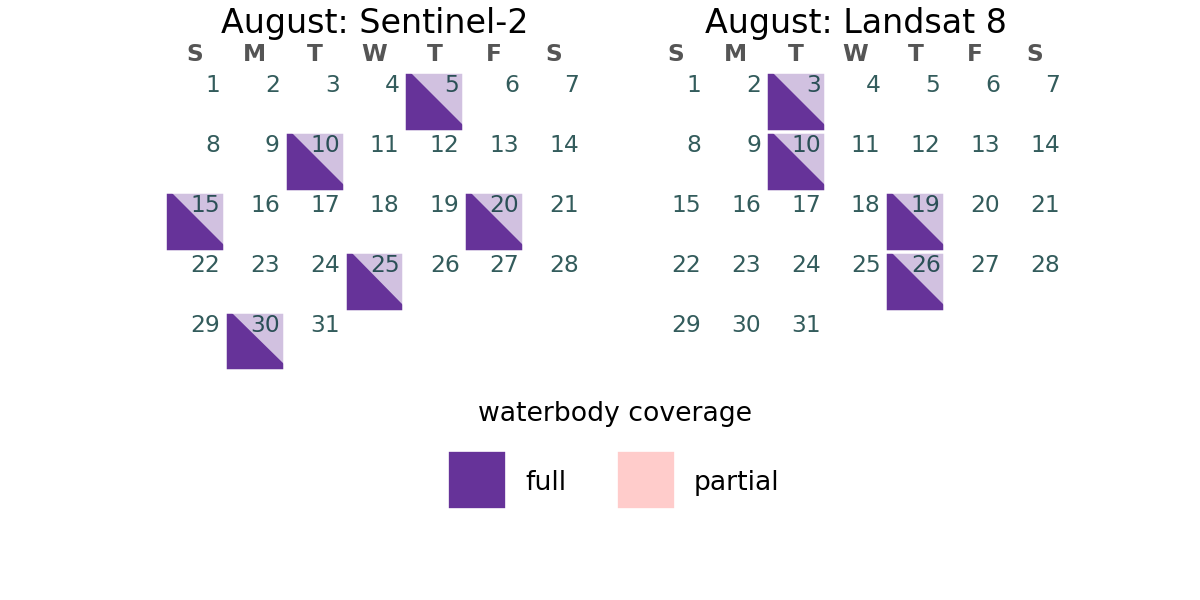 August: Sentinel-2
S M T W T F S
1 2 3 4 5 6 7
8 9 10 11 12 13 14
15 16 17 18 19 20 21
22 23 24 25 26 27 28
29 30 31
August: Landsat 8
S M T W T F S
1 2 3 4 5 6 7
8 9 10 11 12 13 14
15 16 17 18 19 20 21
22 23 24 25 26 27 28
29 30 31
waterbody coverage
full
partial